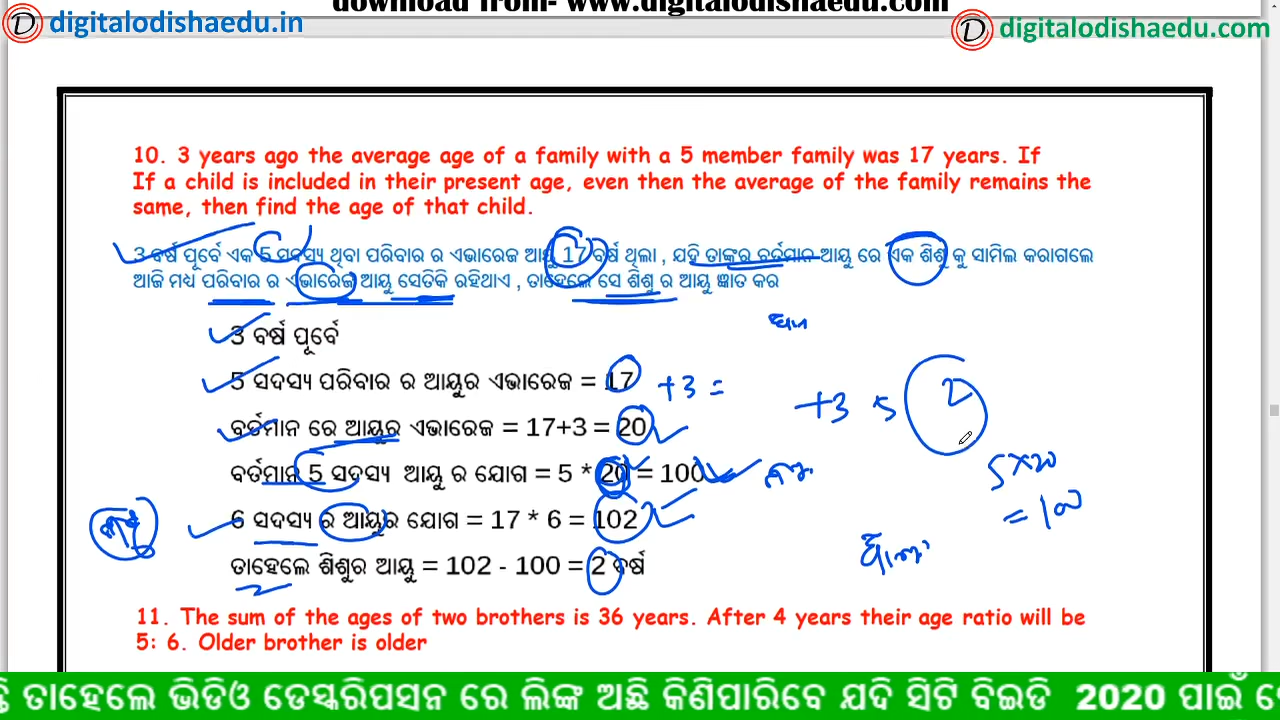 download from- www.digitalodishaedu.com
D digitalodishaedu.in
D digitalodishaedu.com
10. 3 years ago the average age of a family with a 5 member family was 17 years. If
If a child is included in their present age, even then the average of the family remains the
same, then find the age of that child.
3 ବର୍ଷ ପୂର୍ବେ ଏକ 5 ସଦସ୍ୟ ଥିବା ପରିବାର ର ଏଭାରେଜ ଆୟୁ 17 ବର୍ଷ ଥିଲା , ଯଦି ତାଙ୍କର ବର୍ତମାନ ଆୟୁ ରେ ଏକ ଶିଶୁ କୁ ସାମିଲ କରାଗଲେ
ଆଜି ମଧ୍ୟ ପରିବାର ର ଏଭାରେଜ ଆୟୁ ସେତିକି ରହିଥାଏ , ତାହେଲେ ସେ ଶିଶୁ ର ଆୟୁ ଜ୍ଞାତ କର
3 ବର୍ଷ ପୂର୍ବେ
5 ସଦସ୍ୟ ପରିବାର ର ଆୟୁର ଏଭାରେଜ = 17 +3 =
ବର୍ତମାନ ରେ ଆୟୁର ଏଭାରେଜ = 17+3 = 20
+3 5 2
ବର୍ତମାନ 5 ସଦସ୍ୟ ଆୟୁ ର ଯୋଗ = 5 * 20 = 100
5×20
= 100
6 ସଦସ୍ୟ ର ଆୟୁର ଯୋଗ = 17 * 6 = 102
ତାହେଲେ ଶିଶୁର ଆୟୁ = 102 - 100 = 2 ବର୍ଷ
11. The sum of the ages of two brothers is 36 years. After 4 years their age ratio will be
5: 6. Older brother is older
ତାହେଲେ ଭିଡିଓ ଡେସ୍କରିପସନ ରେ ଲିଙ୍କ ଅଛି କିଣିପାରିବେ ଯଦି ସିଟି ବିଇଡି 2020 ପାଇଁ